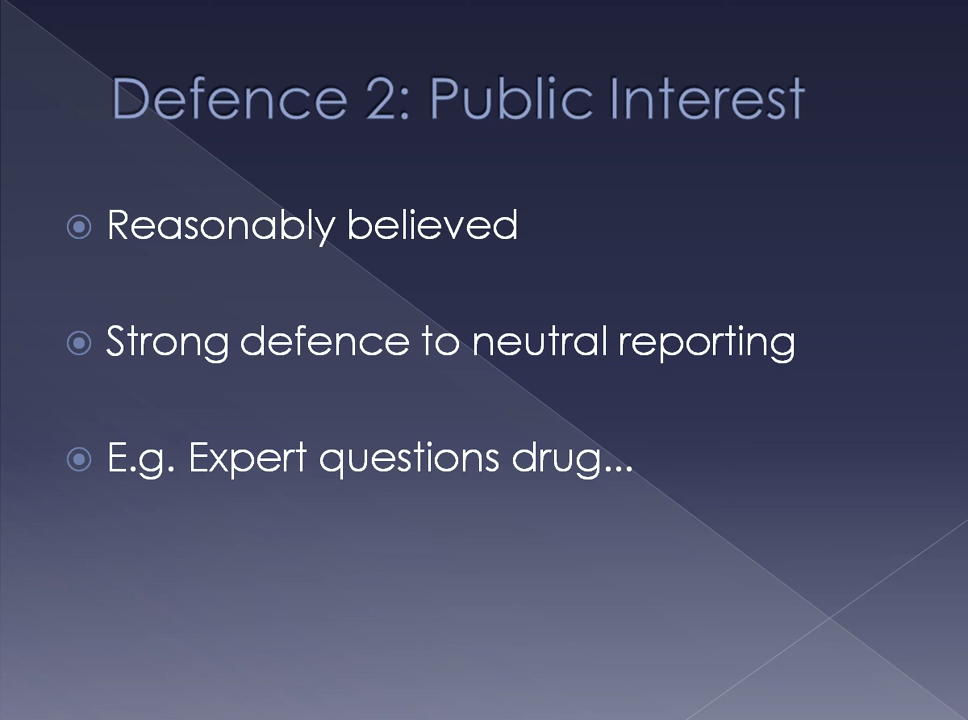 Defence 2: Public Interest
Reasonably believed
Strong defence to neutral reporting
E.g. Expert questions drug...